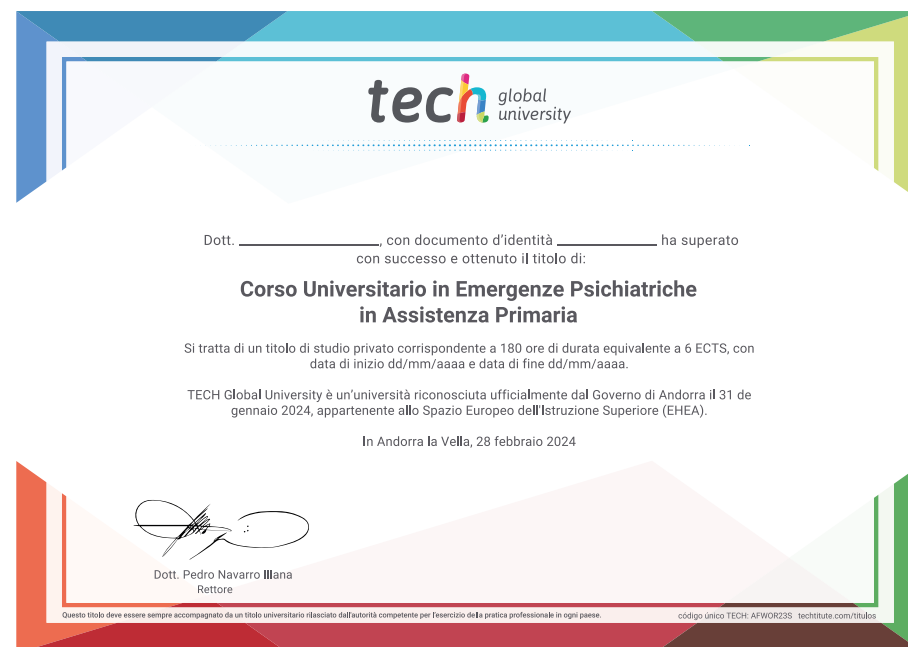 tech global university
Dott. ____________, con documento d'identità ____________ ha superato
con successo e ottenuto il titolo di:
Corso Universitario in Emergenze Psichiatriche
in Assistenza Primaria
Si tratta di un titolo di studio privato corrispondente a 180 ore di durata equivalente a 6 ECTS, con
data di inizio dd/mm/aaaa e data di fine dd/mm/aaaa.
TECH Global University è un'università riconosciuta ufficialmente dal Governo di Andorra il 31 de
gennaio 2024, appartenente allo Spazio Europeo dell'Istruzione Superiore (EHEA).
In Andorra la Vella, 28 febbraio 2024
Dott. Pedro Navarro Illana
Rettore
Questo titolo deve essere sempre accompagnato da un titolo universitario rilasciato dall'autorità competente per l'esercizio della pratica professionale in ogni paese.
código único TECH: AFWOR23S techtitute.com/titulos